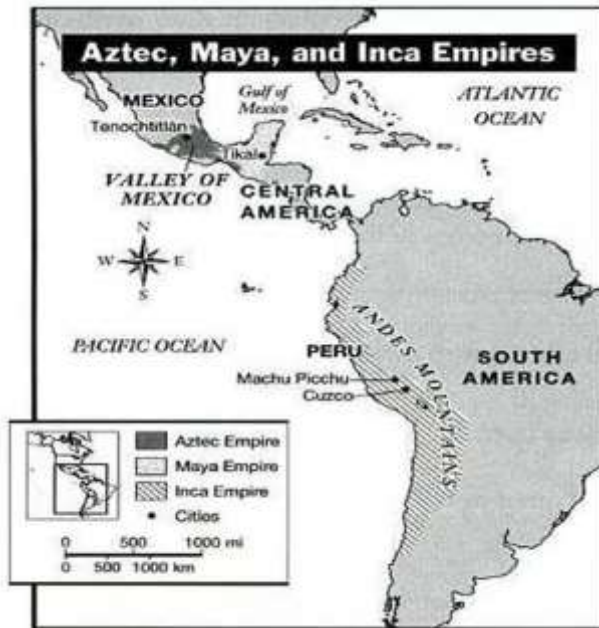 Aztec, Maya, and Inca Empires
MEXICO
Gulf of
Mexico
ATLANTIC
OCEAN
Tenochtitlán
Tikal
VALLEY OF
MEXICO
CENTRAL
AMERICA
N
W E
S
PACIFIC OCEAN
ANDES MOUNTAINS
PERU
SOUTH
AMERICA
Machu Picchu
Cuzco
Aztec Empire
Maya Empire
Inca Empire
Cities
0 500 1000 mi
0 500 1000 km